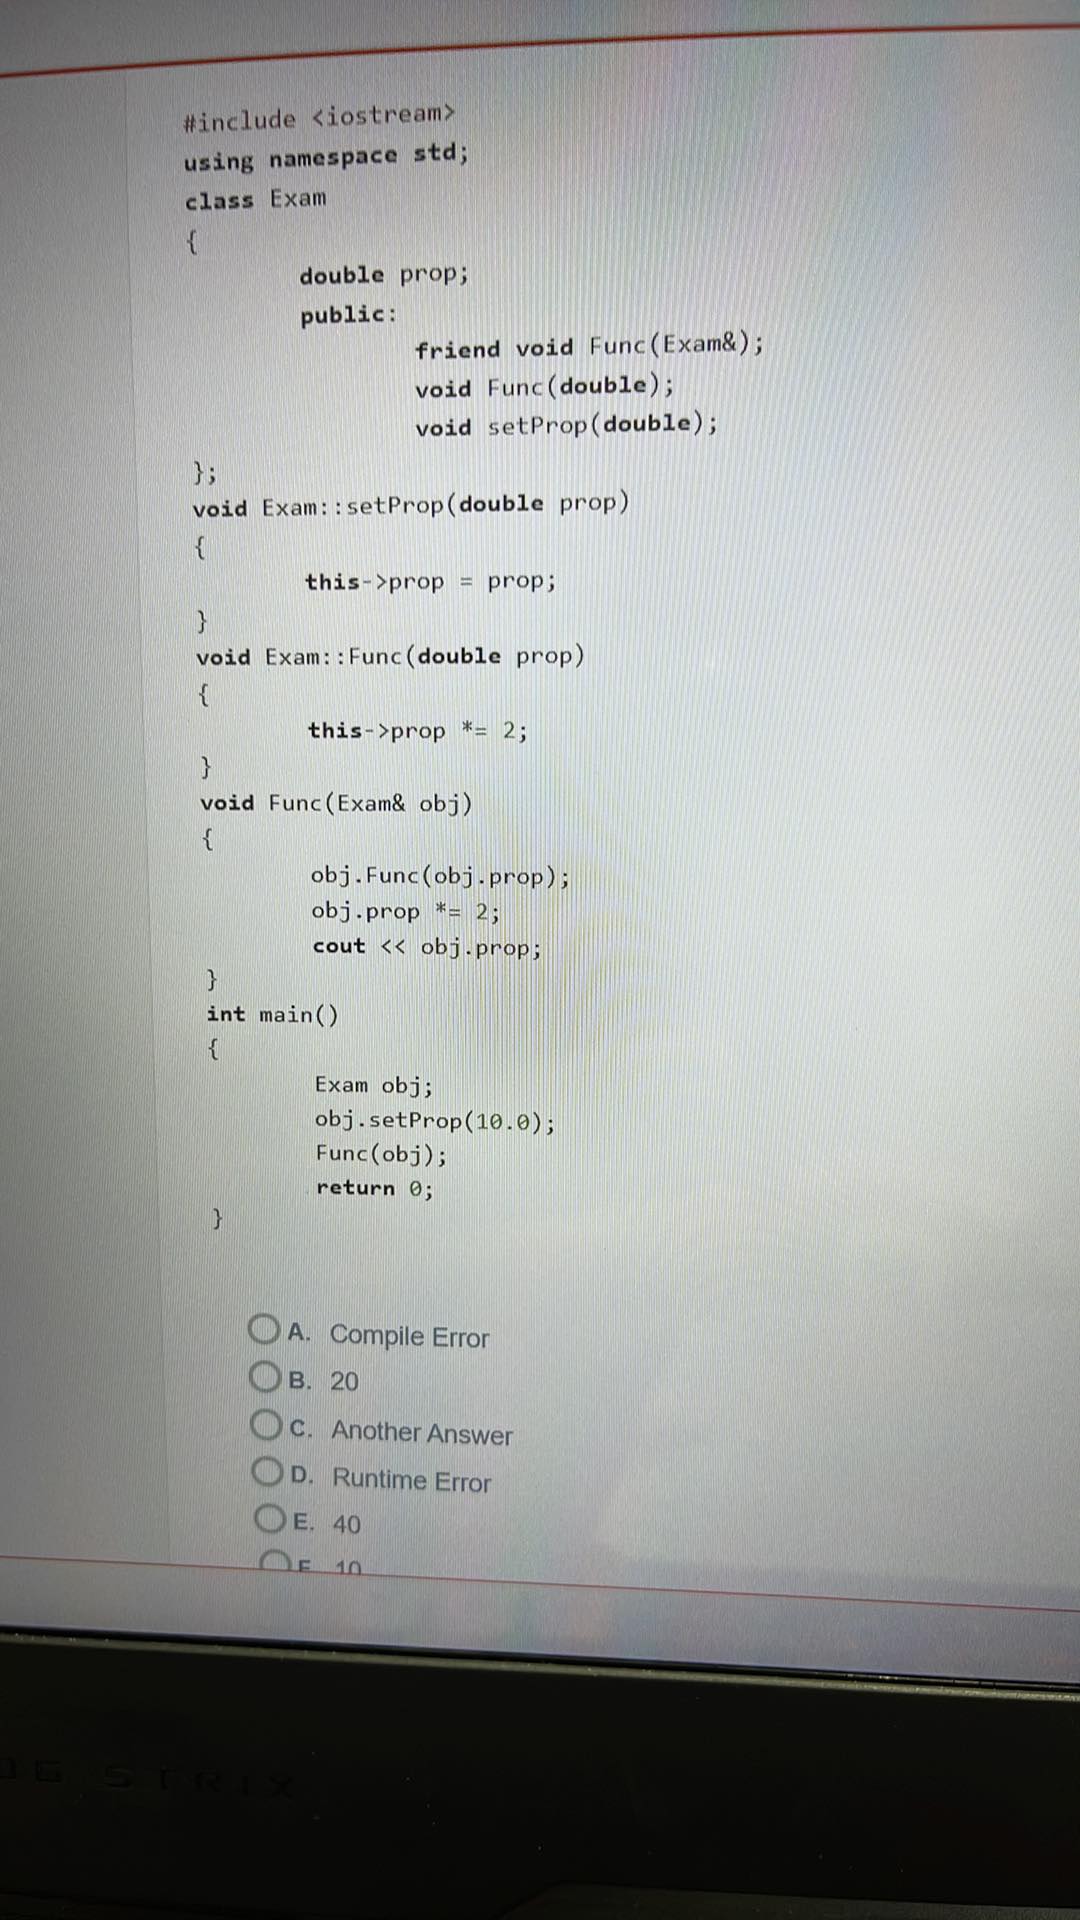 #include <iostream>
using namespace std;
class Exam
{
double prop;
public:
friend void Func(Exam&);
void Func(double);
void setProp(double);
};
void Exam::setProp(double prop)
{
this->prop = prop;
}
void Exam::Func(double prop)
{
this->prop *= 2;
}
void Func(Exam& obj)
{
obj.Func(obj.prop);
obj.prop *= 2;
cout << obj.prop;
}
int main()
{
Exam obj;
obj.setProp(10.0);
Func(obj);
return 0;
}
A. Compile Error
B. 20
C. Another Answer
D. Runtime Error
E. 40
F 10
STRIX